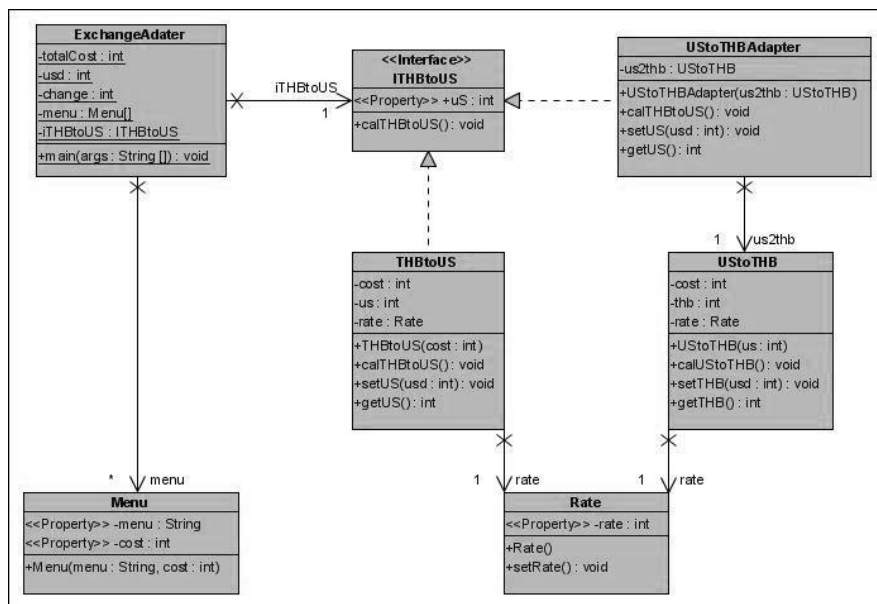 ExchangeAdater
-totalCost : int
-usd : int
-change : int
-menu : Menu[]
-iTHBtoUS : ITHBtoUS
+main(args : String []) : void
iTHBtoUS
1
<<Interface>>
ITHBtoUS
<<Property>> +uS : int
+calTHBtoUS() : void
UStoTHBAdapter
-us2thb : UStoTHB
+UStoTHBAdapter(us2thb : UStoTHB)
+calTHBtoUS() : void
+setUS(usd : int) : void
+getUS() : int
1
us2thb
THBtoUS
-cost : int
-us : int
-rate : Rate
+THBtoUS(cost : int)
+calTHBtoUS() : void
+setUS(usd : int) : void
+getUS() : int
UStoTHB
-cost : int
-thb : int
-rate : Rate
+UStoTHB(us : int)
+calUStoTHB() : void
+setTHB(usd : int) : void
+getTHB() : int
*
menu
1
rate
1
rate
Menu
<<Property>> -menu : String
<<Property>> -cost : int
+Menu(menu : String, cost : int)
Rate
<<Property>> -rate : int
+Rate()
+setRate() : void